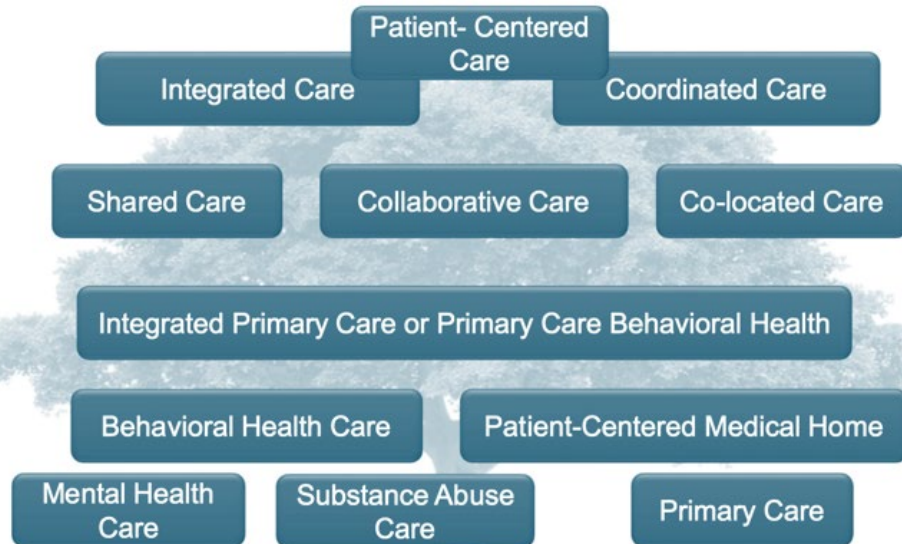 Patient- Centered
Care
Integrated Care
Coordinated Care
Shared Care
Collaborative Care
Co-located Care
Integrated Primary Care or Primary Care Behavioral Health
Behavioral Health Care
Patient-Centered Medical Home
Mental Health
Care
Substance Abuse
Care
Primary Care